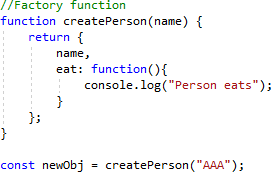 //Factory function
function createPerson(name) {
    return {
        name,
        eat: function(){
            console.log("Person eats");
        }
    };
}

const newObj = createPerson("AAA");